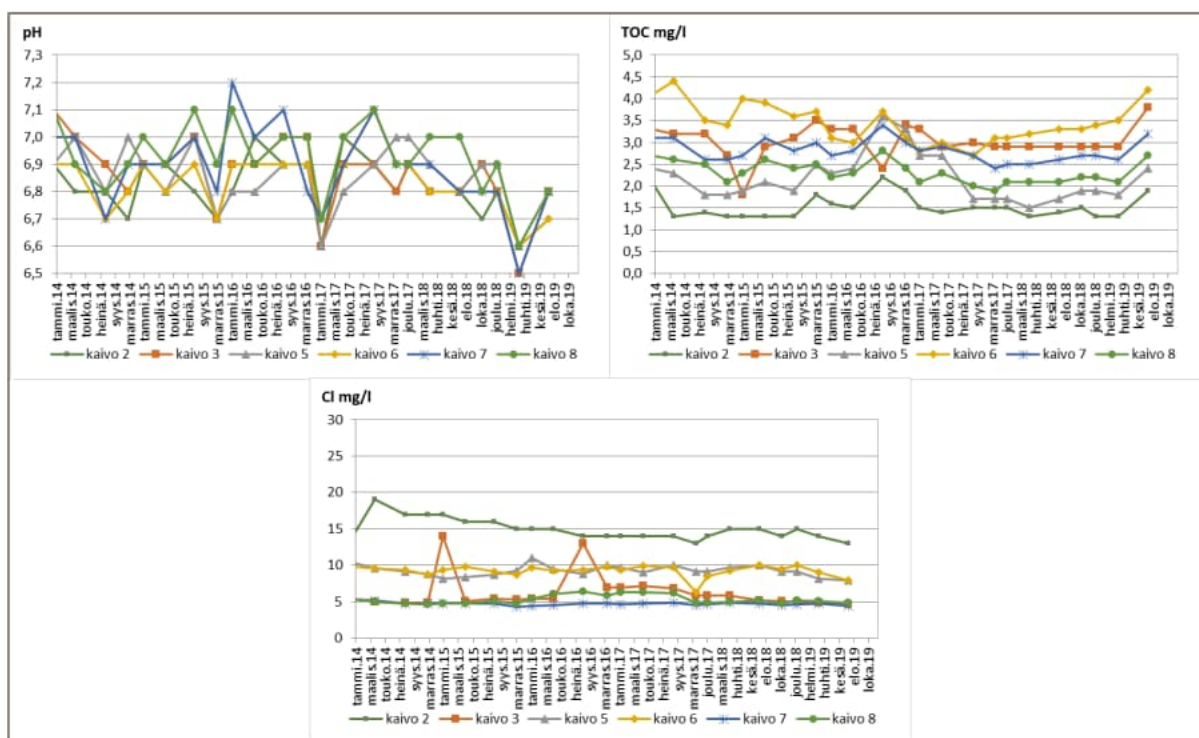 pH
7,3
7,2
7,1
7,0
6,9
6,8
6,7
6,6
6,5
tammi.14
maalis.14
touko.14
heinä.14
syys.14
marras.14
tammi.15
maalis.15
touko.15
heinä.15
syys.15
marras.15
tammi.16
maalis.16
touko.16
heinä.16
syys.16
marras.16
tammi.17
maalis.17
touko.17
heinä.17
syys.17
marras.17
joulu.17
maalis.18
huhti.18
kesä.18
elo.18
loka.18
joulu.18
helmi.19
huhti.19
kesä.19
elo.19
loka.19
kaivo 2 kaivo 3 kaivo 5 kaivo 6 kaivo 7 kaivo 8
TOC mg/l
5,0
4,5
4,0
3,5
3,0
2,5
2,0
1,5
1,0
0,5
0,0
tammi.14
maalis.14
touko.14
heinä.14
syys.14
marras.14
tammi.15
maalis.15
touko.15
heinä.15
syys.15
marras.15
tammi.16
maalis.16
touko.16
heinä.16
syys.16
marras.16
tammi.17
maalis.17
touko.17
heinä.17
syys.17
marras.17
joulu.17
maalis.18
huhti.18
kesä.18
elo.18
loka.18
joulu.18
helmi.19
huhti.19
kesä.19
elo.19
loka.19
kaivo 2 kaivo 3 kaivo 5 kaivo 6 kaivo 7 kaivo 8
Cl mg/l
30
25
20
15
10
5
0
tammi.14
maalis.14
touko.14
heinä.14
syys.14
marras.14
tammi.15
maalis.15
touko.15
heinä.15
syys.15
marras.15
tammi.16
maalis.16
touko.16
heinä.16
syys.16
marras.16
tammi.17
maalis.17
touko.17
heinä.17
syys.17
marras.17
joulu.17
maalis.18
huhti.18
kesä.18
elo.18
loka.18
joulu.18
helmi.19
huhti.19
kesä.19
elo.19
loka.19
kaivo 2 kaivo 3 kaivo 5 kaivo 6 kaivo 7 kaivo 8